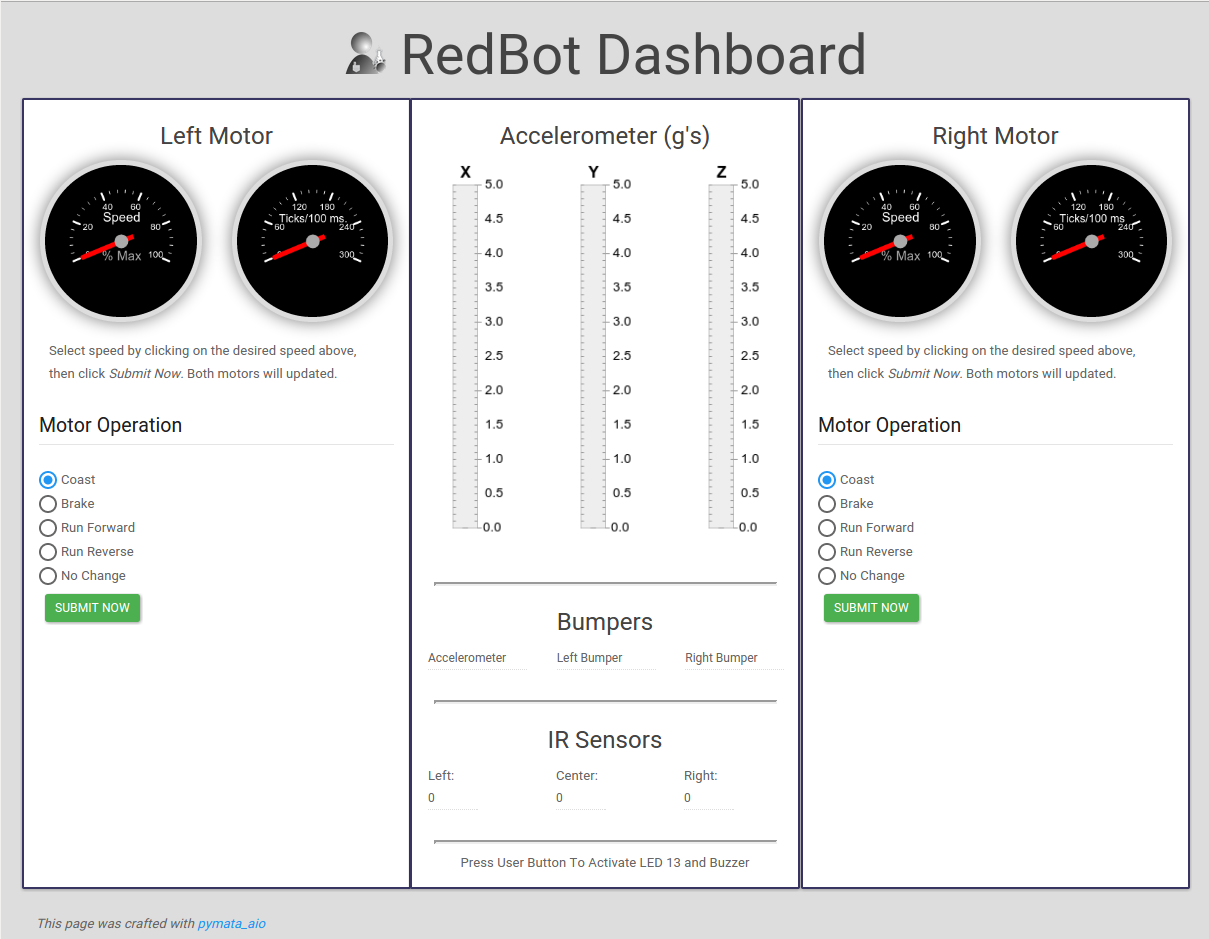 RedBot Dashboard
Left Motor
40 60
Speed
20 80
% Max 100
120 180
Ticks/100 ms.
60 240
300
Select speed by clicking on the desired speed above,
then click Submit Now. Both motors will updated.
Motor Operation
Coast
Brake
Run Forward
Run Reverse
No Change
SUBMIT NOW
Accelerometer (g's)
X Y Z
5.0 5.0 5.0
4.5 4.5 4.5
4.0 4.0 4.0
3.5 3.5 3.5
3.0 3.0 3.0
2.5 2.5 2.5
2.0 2.0 2.0
1.5 1.5 1.5
1.0 1.0 1.0
0.5 0.5 0.5
0.0 0.0 0.0
Bumpers
Accelerometer Left Bumper Right Bumper
IR Sensors
Left: Center: Right:
0 0 0
Press User Button To Activate LED 13 and Buzzer
Right Motor
40 60
Speed
20 80
% Max 100
120 180
Ticks/100 ms
60 240
300
Select speed by clicking on the desired speed above,
then click Submit Now. Both motors will updated.
Motor Operation
Coast
Brake
Run Forward
Run Reverse
No Change
SUBMIT NOW
This page was crafted with pymata_aio